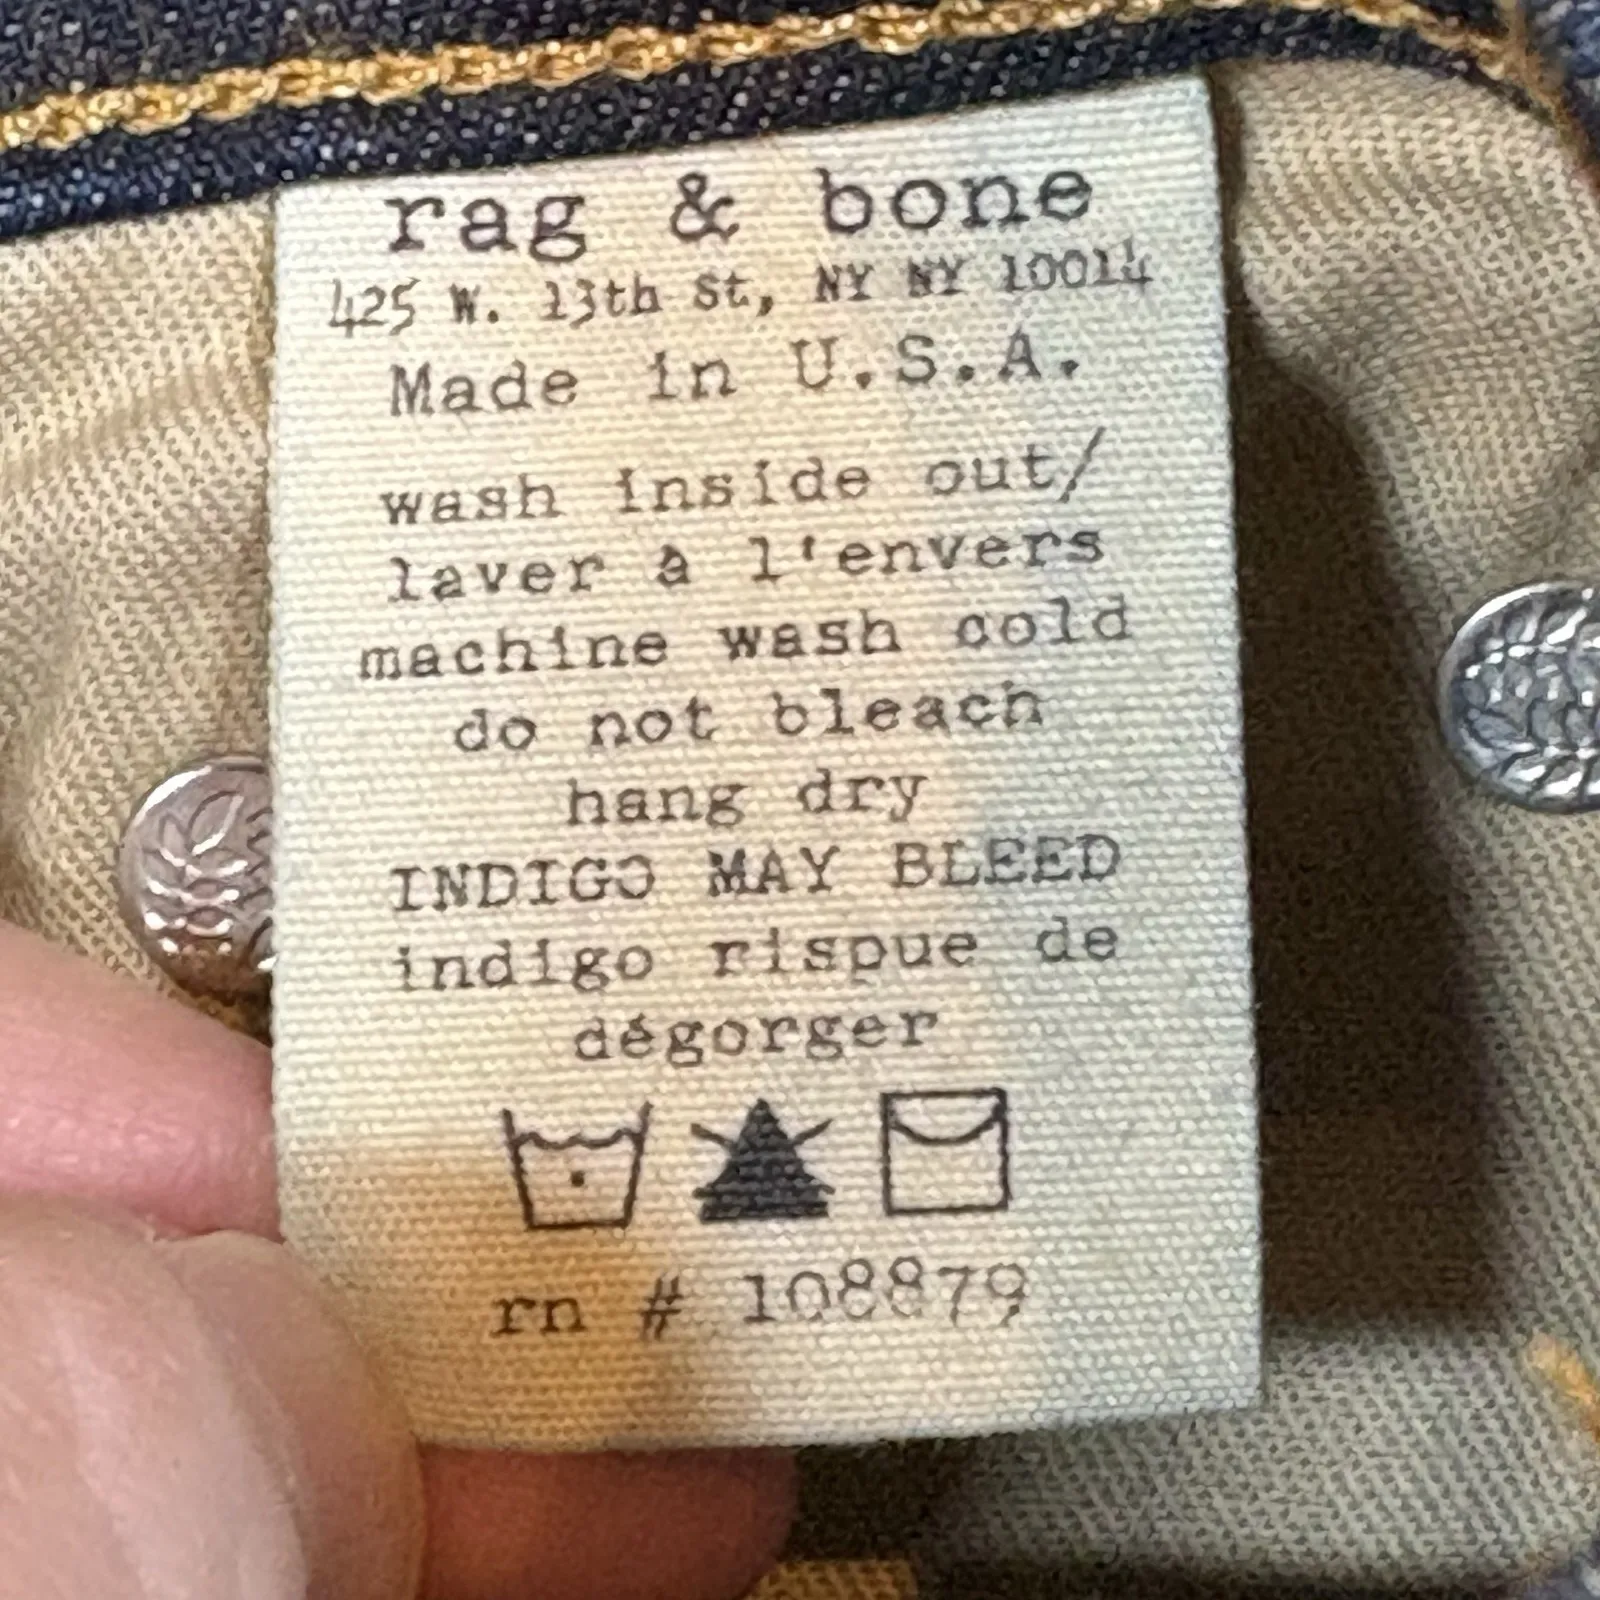 rag & bone
425 W. 13th St, NY NY 10014
Made in U.S.A.
wash inside out/
laver à l'envers
machine wash cold
do not bleach
hang dry
INDIGO MAY BLEED
indigo rispue de
dégorger
rn # 108879